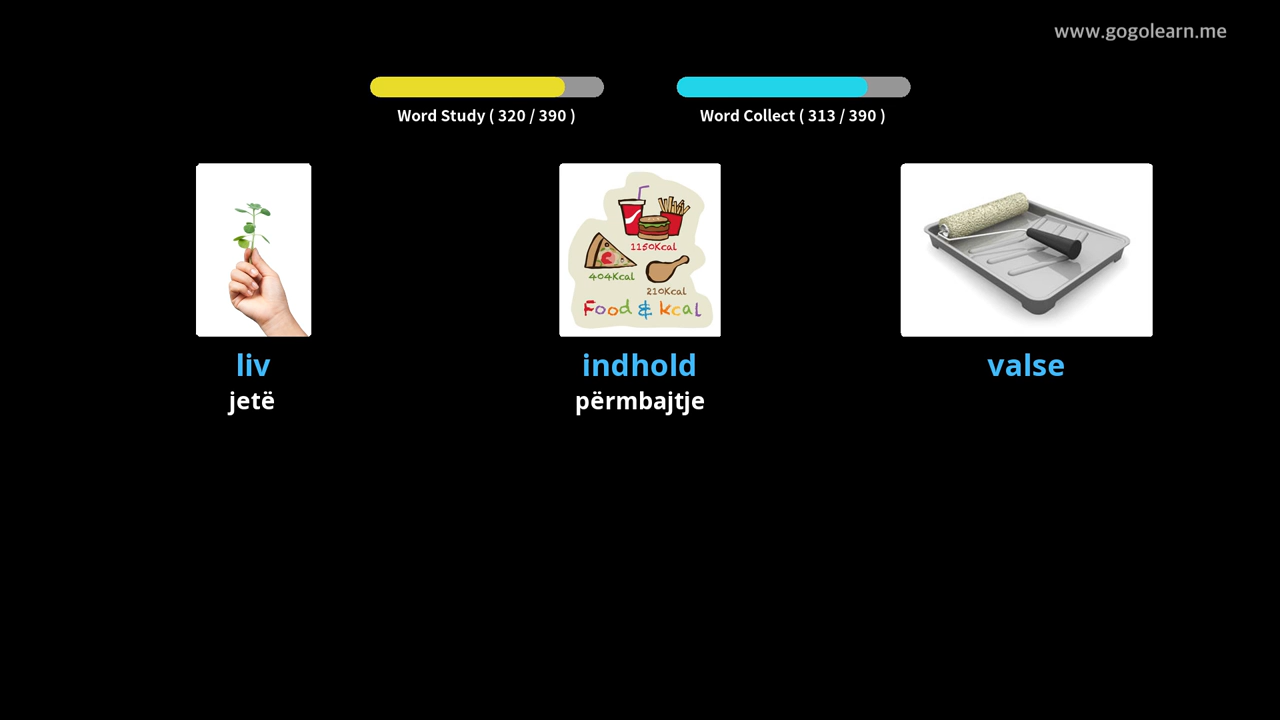 www.gogolearn.me
Word Study ( 320 / 390 )
Word Collect ( 313 / 390 )
1150Kcal
404Kcal
210Kcal
Food & kcal
liv
indhold
valse
jetë
përmbajtje